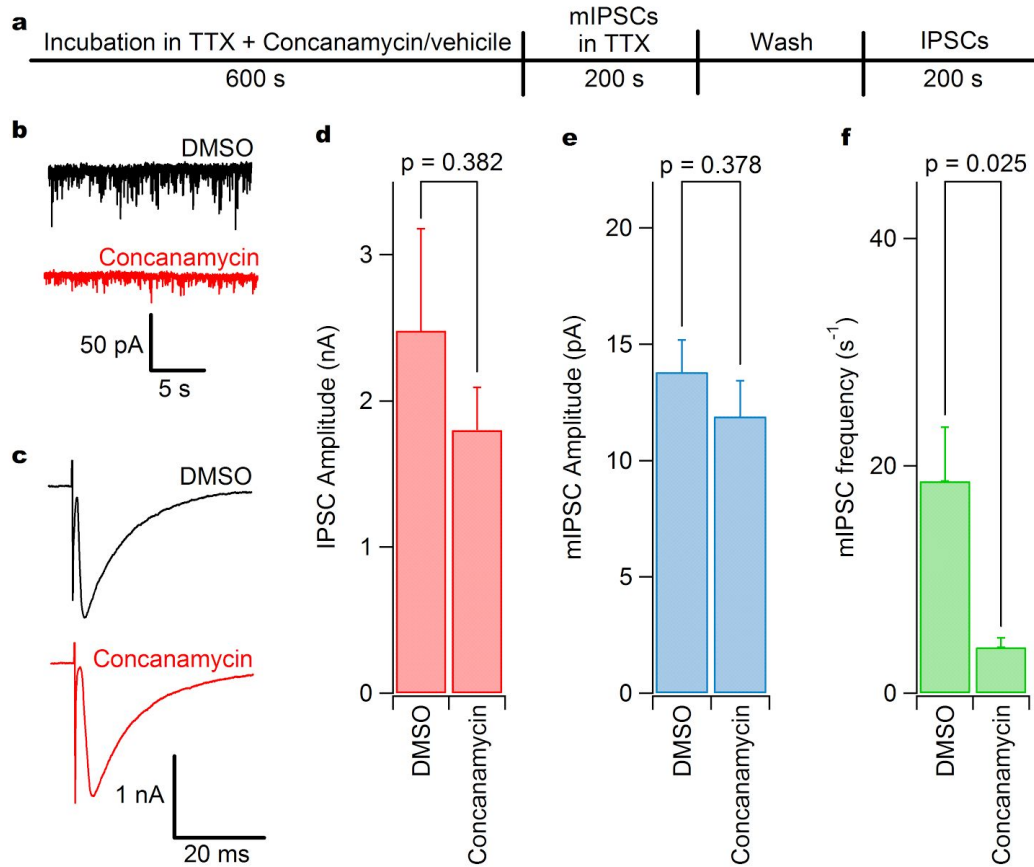 a
Incubation in TTX + Concanamycin/vehicile
mIPSCs
in TTX
Wash
IPSCs
600 s
200 s
200 s
b
DMSO
Concanamycin
50 pA
5 s
c
DMSO
Concanamycin
1 nA
20 ms
d
p = 0.382
IPSC Amplitude (nA)
3
2
1
0
DMSO
Concanamycin
e
p = 0.378
mIPSC Amplitude (pA)
20
15
10
5
0
DMSO
Concanamycin
f
p = 0.025
mIPSC frequency (s⁻¹)
40
20
0
DMSO
Concanamycin